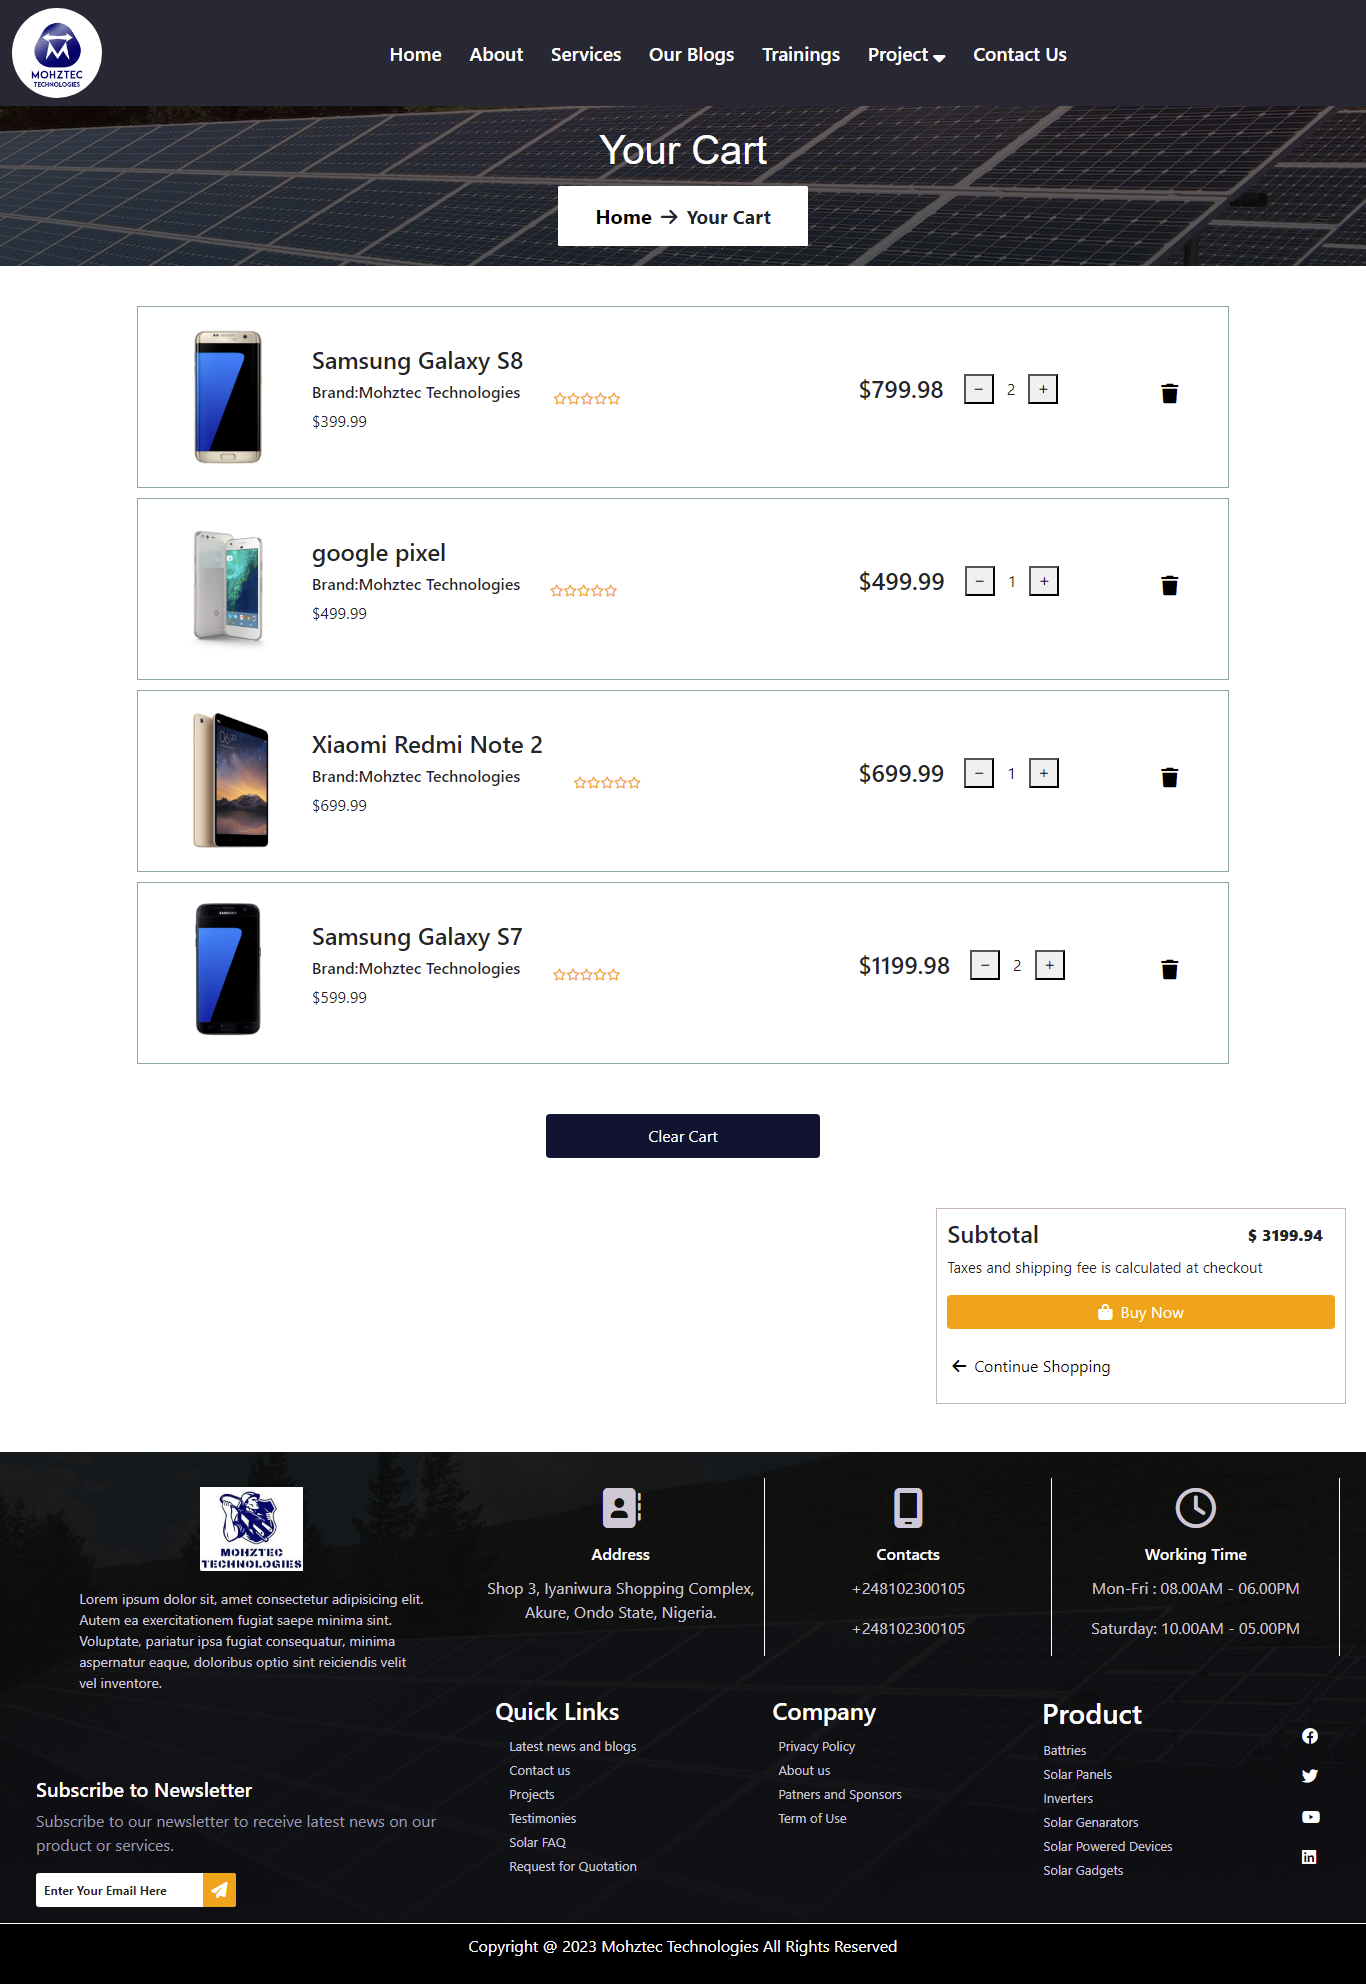 MOHZTEC
TECHNOLOGIES
Home About Services Our Blogs Trainings Project Contact Us
Your Cart
Home → Your Cart
Samsung Galaxy S8
Brand:Mohztec Technologies
$399.99
$799.98 − 2 +
google pixel
Brand:Mohztec Technologies
$499.99
$499.99 − 1 +
Xiaomi Redmi Note 2
Brand:Mohztec Technologies
$699.99
$699.99 − 1 +
SAMSUNG
Samsung Galaxy S7
Brand:Mohztec Technologies
$599.99
$1199.98 − 2 +
Clear Cart
Subtotal $ 3199.94
Taxes and shipping fee is calculated at checkout
Buy Now
← Continue Shopping
MOHZTEC
TECHNOLOGIES
Lorem ipsum dolor sit, amet consectetur adipisicing elit.
Autem ea exercitationem fugiat saepe minima sint.
Voluptate, pariatur ipsa fugiat consequatur, minima
aspernatur eaque, doloribus optio sint reiciendis velit
vel inventore.
Address
Shop 3, Iyaniwura Shopping Complex,
Akure, Ondo State, Nigeria.
Contacts
+248102300105
+248102300105
Working Time
Mon-Fri : 08.00AM - 06.00PM
Saturday: 10.00AM - 05.00PM
Subscribe to Newsletter
Subscribe to our newsletter to receive latest news on our
product or services.
Enter Your Email Here
Quick Links
Latest news and blogs
Contact us
Projects
Testimonies
Solar FAQ
Request for Quotation
Company
Privacy Policy
About us
Patners and Sponsors
Term of Use
Product
Battries
Solar Panels
Inverters
Solar Genarators
Solar Powered Devices
Solar Gadgets
Copyright @ 2023 Mohztec Technologies All Rights Reserved